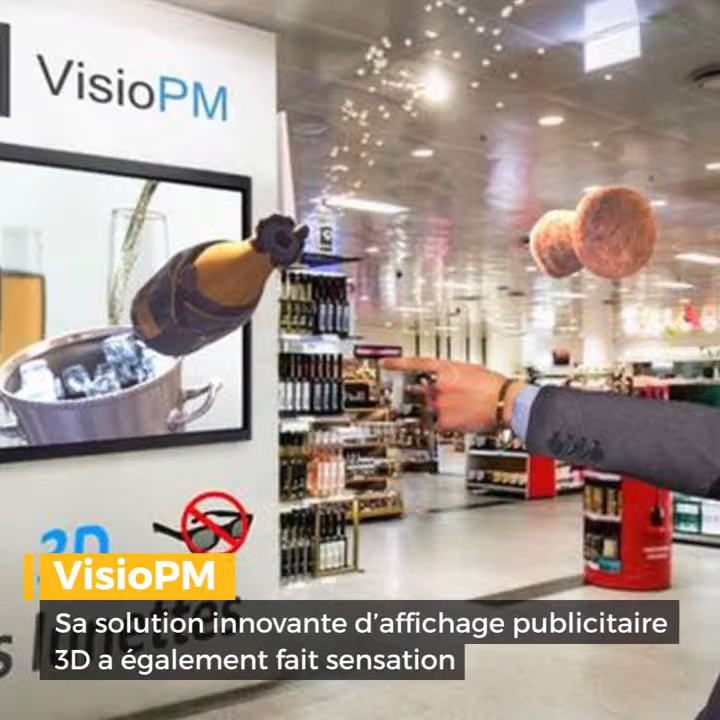 VisioPM
3D
VisioPM
Sa solution innovante d’affichage publicitaire
3D a également fait sensation